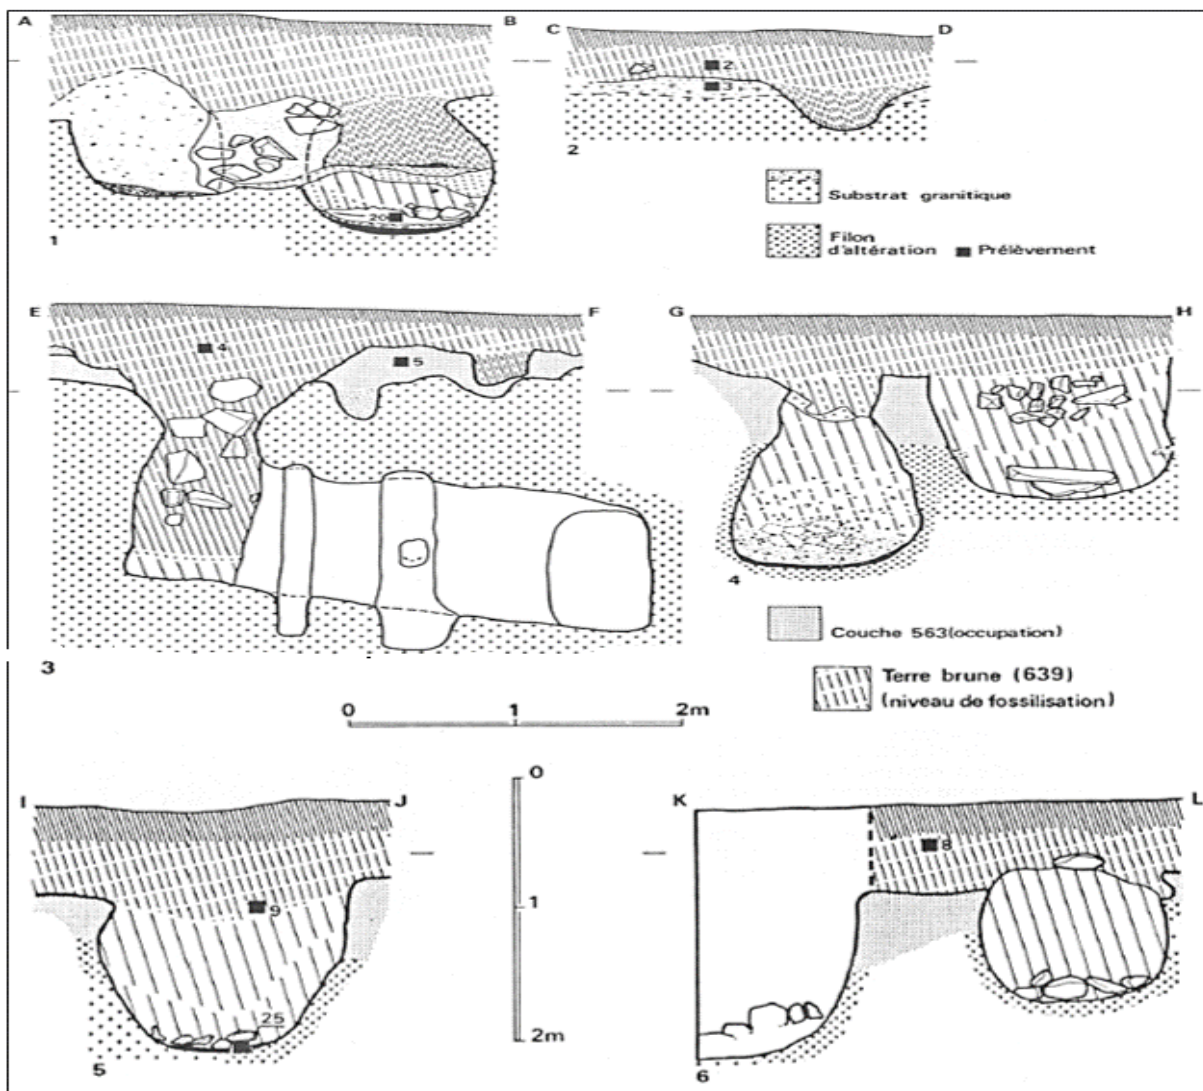 A B
20
1
C D
2
3
2
Substrat granitique
Filon
d'altération
Prélèvement
E F
4
5
3
G H
4
Couche 563(occupation)
Terre brune (639)
(niveau de fossilisation)
0 1 2m
I J
9
25
5
0
1
2m
K L
8
6